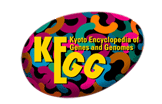 KEGG
Kyoto Encyclopedia of
Genes and Genomes